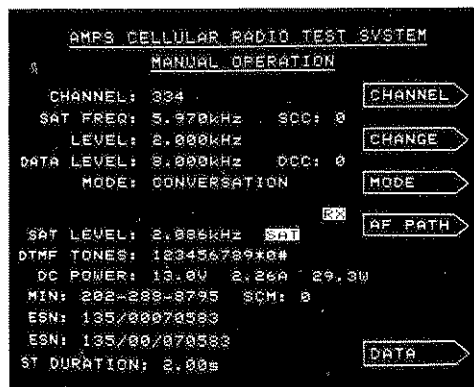 AMPS CELLULAR RADIO TEST SYSTEM
MANUAL OPERATION
CHANNEL: 334
CHANNEL
SAT FREQ: 5.970kHz SCC: 0
LEVEL: 2.000kHz
CHANGE
DATA LEVEL: 8.000kHz DCC: 0
MODE: CONVERSATION
MODE
RX
AF PATH
SAT LEVEL: 2.086kHz SAT
DTMF TONES: 123456789*0#
DC POWER: 13.0V 2.26A 29.3W
MIN: 202-289-8795 SCM: 0
ESN: 135/00070583
ESN: 135/00/070583
DATA
ST DURATION: 2.00s